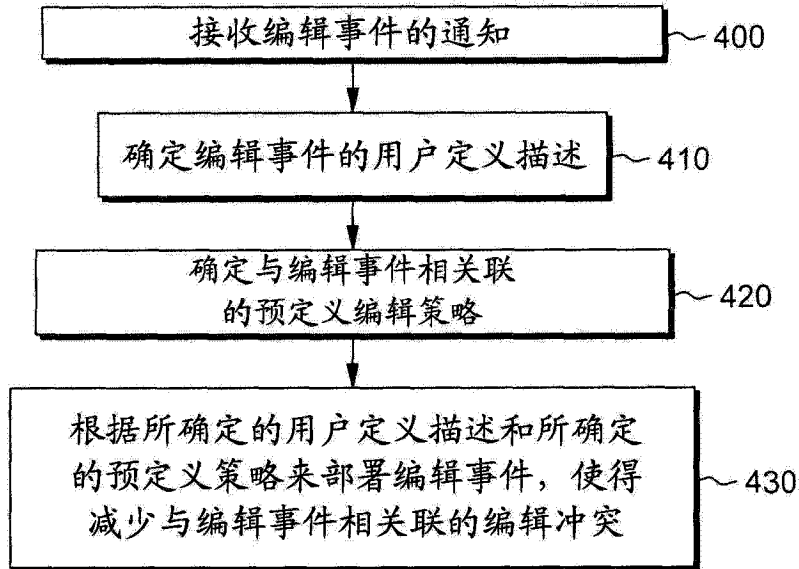 接收编辑事件的通知
400
确定编辑事件的用户定义描述
410
确定与编辑事件相关联
的预定义编辑策略
420
根据所确定的用户定义描述和所确定
的预定义策略来部署编辑事件，使得
减少与编辑事件相关联的编辑冲突
430